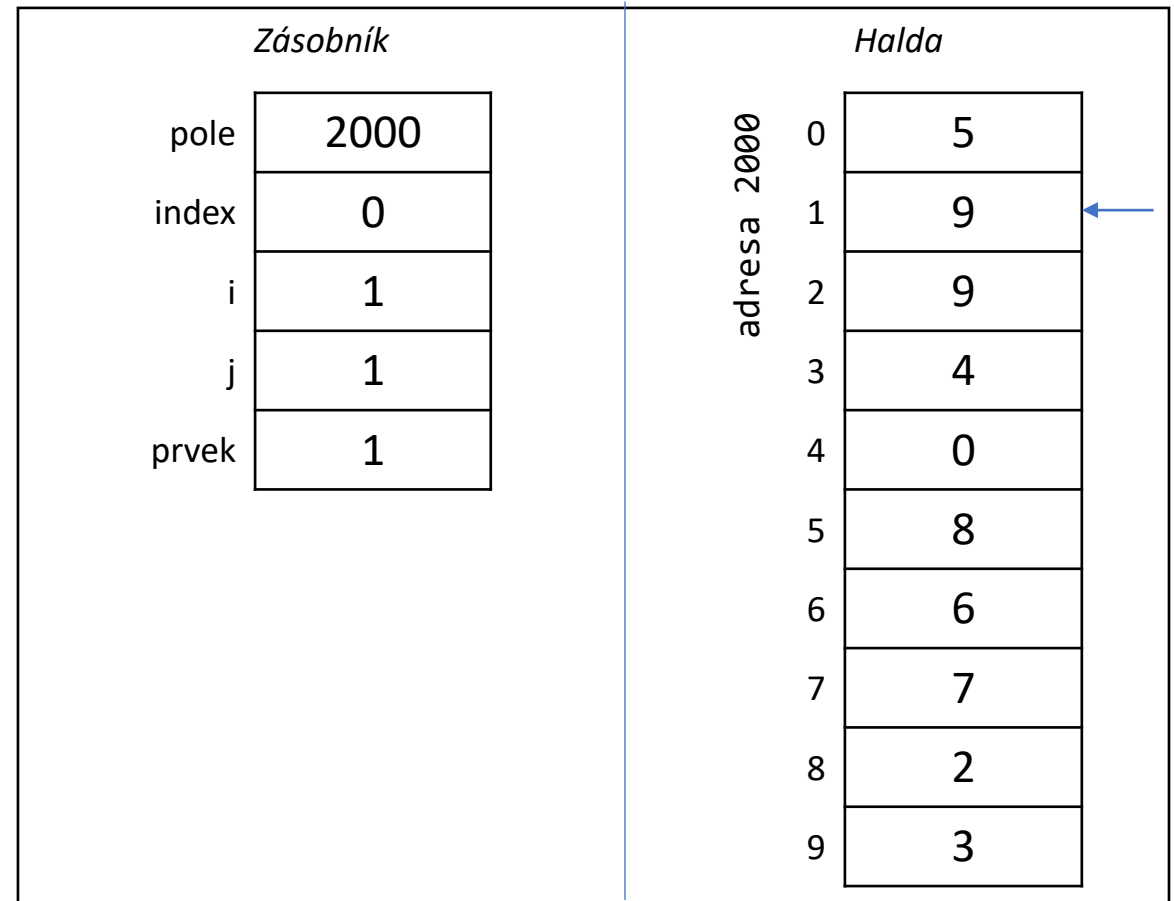 Zásobník
pole 2000
index 0
i 1
j 1
prvek 1
Halda
adresa 2000
0 5
1 9
2 9
3 4
4 0
5 8
6 6
7 7
8 2
9 3